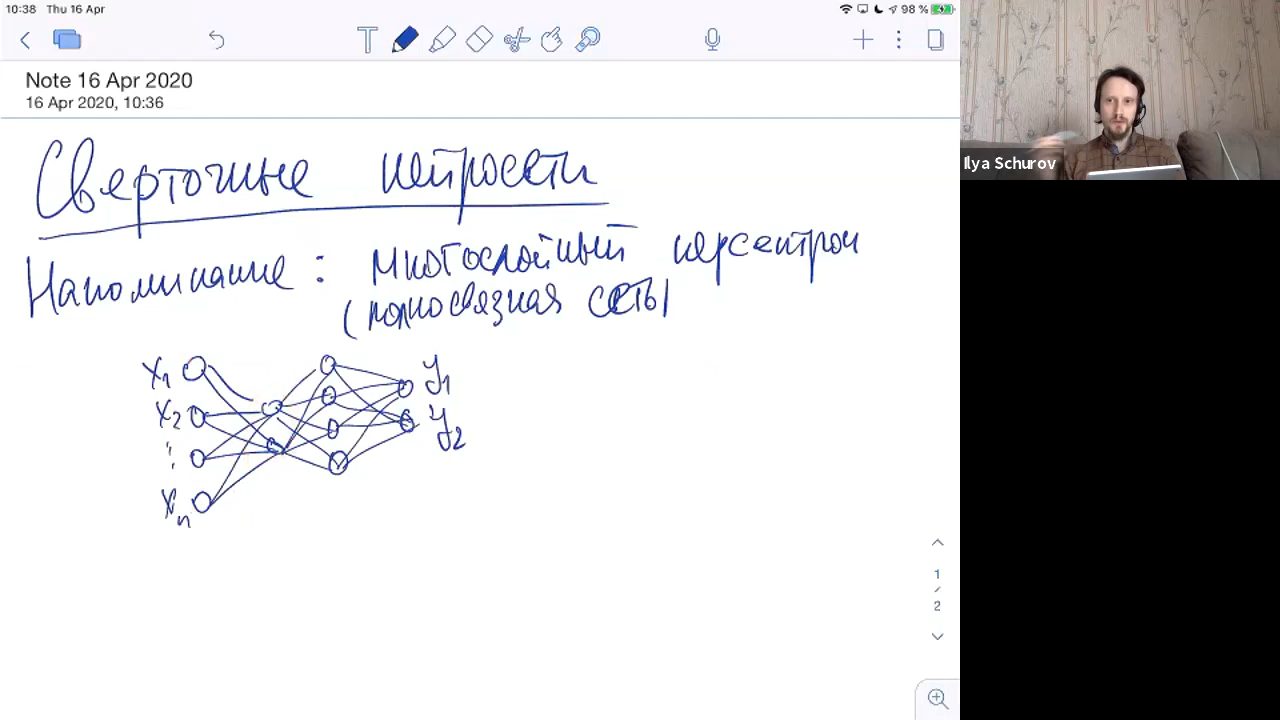 10:38 Thu 16 Apr 98 %
T
Note 16 Apr 2020
16 Apr 2020, 10:36
Сверточные нейросети
Напоминание: многослойный персептрон
(полносвязная сеть)
x1
x2
⋮
xn
y1
y2
1
/
2
Ilya Schurov